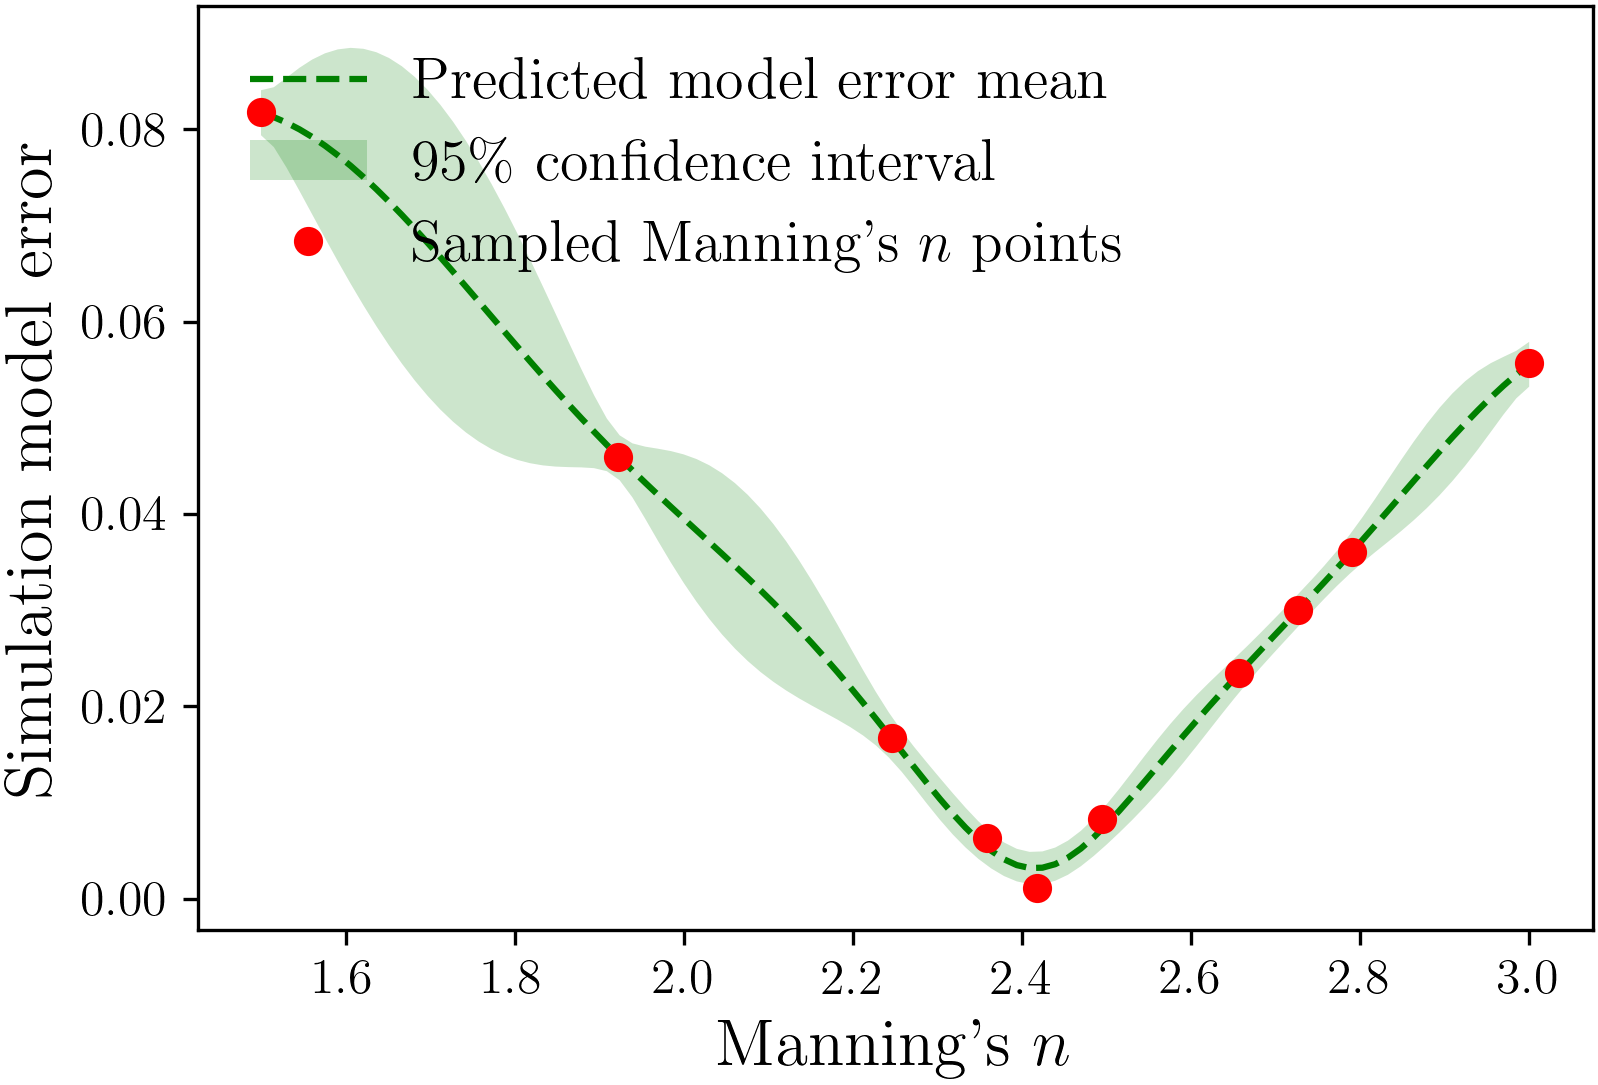 Predicted model error mean
95% confidence interval
Sampled Manning's n points
Simulation model error
0.08
0.06
0.04
0.02
0.00
1.6 1.8 2.0 2.2 2.4 2.6 2.8 3.0
Manning's n